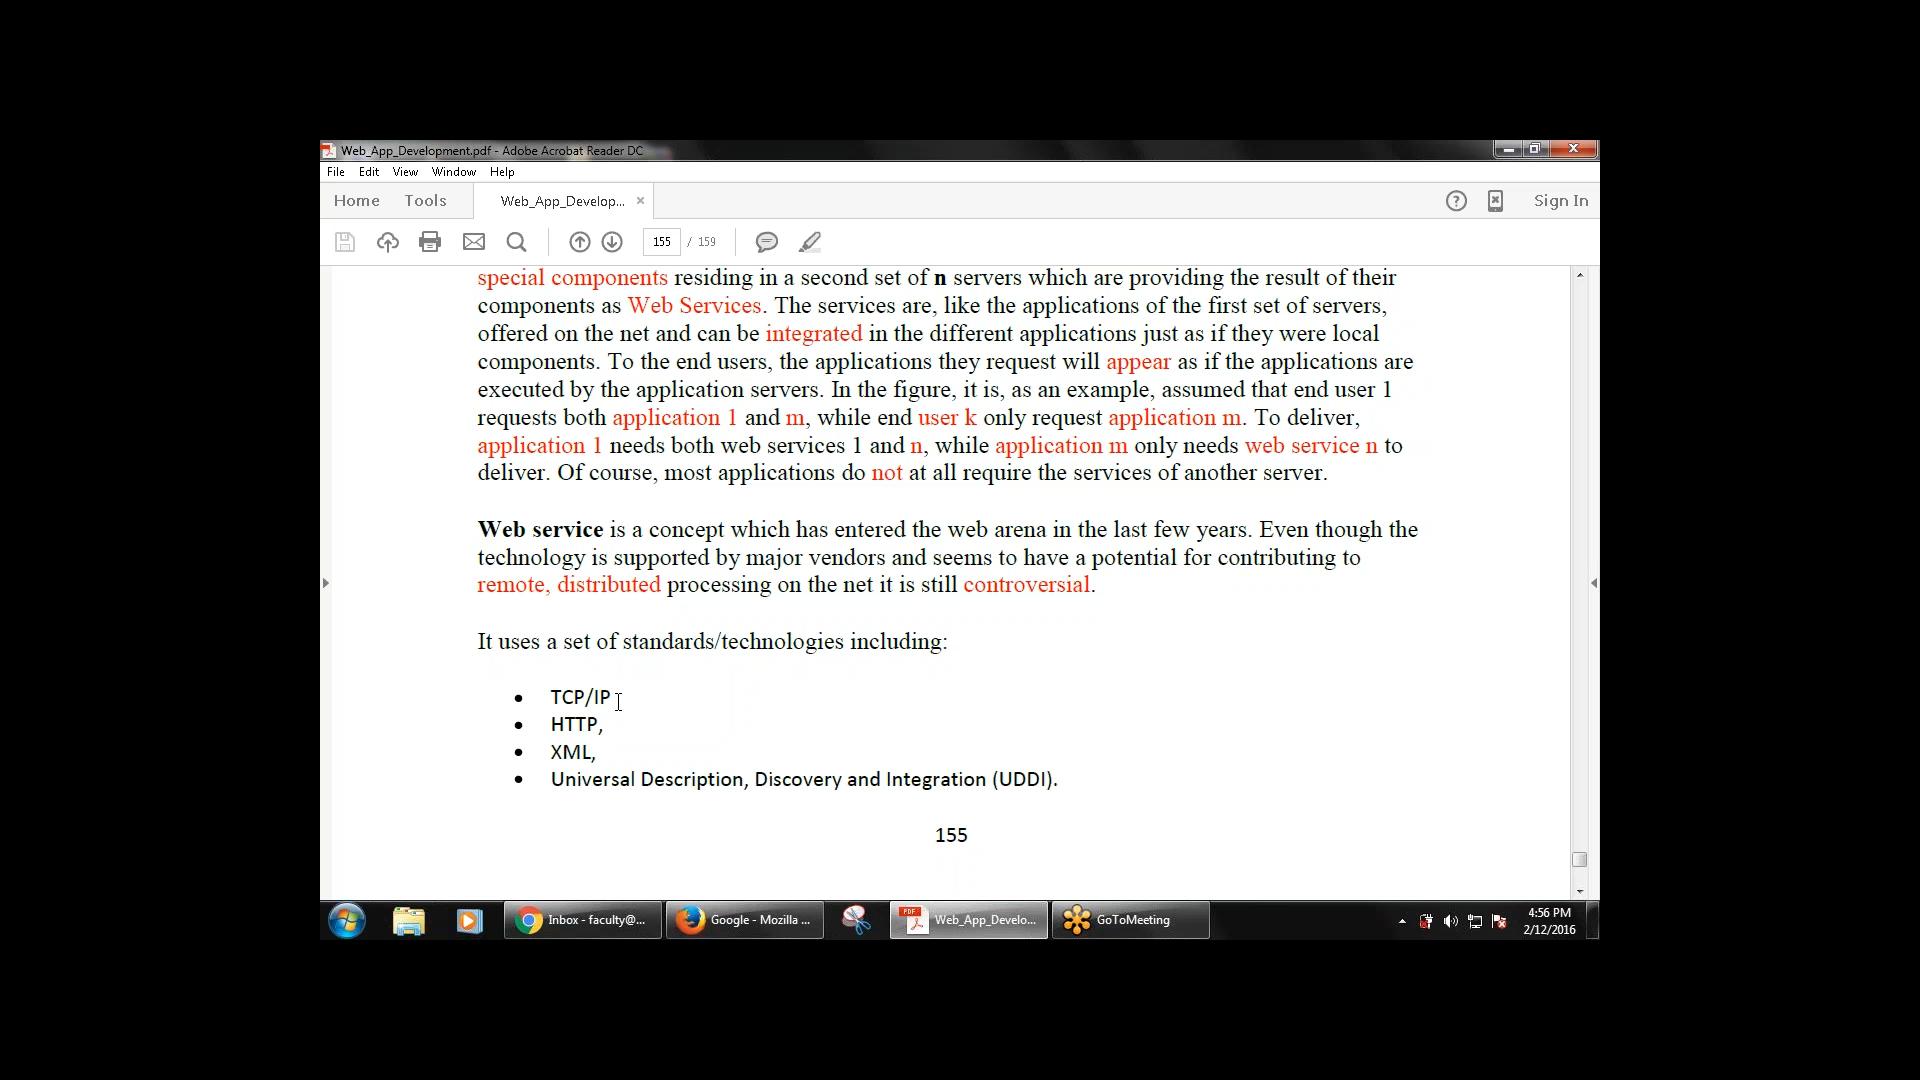 Web_App_Development.pdf - Adobe Acrobat Reader DC
File Edit View Window Help
Home Tools Web_App_Develop... × Sign In
155 / 159
special components residing in a second set of n servers which are providing the result of their
components as Web Services. The services are, like the applications of the first set of servers,
offered on the net and can be integrated in the different applications just as if they were local
components. To the end users, the applications they request will appear as if the applications are
executed by the application servers. In the figure, it is, as an example, assumed that end user 1
requests both application 1 and m, while end user k only request application m. To deliver,
application 1 needs both web services 1 and n, while application m only needs web service n to
deliver. Of course, most applications do not at all require the services of another server.
Web service is a concept which has entered the web arena in the last few years. Even though the
technology is supported by major vendors and seems to have a potential for contributing to
remote, distributed processing on the net it is still controversial.
It uses a set of standards/technologies including:
• TCP/IP
• HTTP,
• XML,
• Universal Description, Discovery and Integration (UDDI).
155
Inbox - faculty@... Google - Mozilla ... PDF Web_App_Develo... GoToMeeting 4:56 PM
2/12/2016